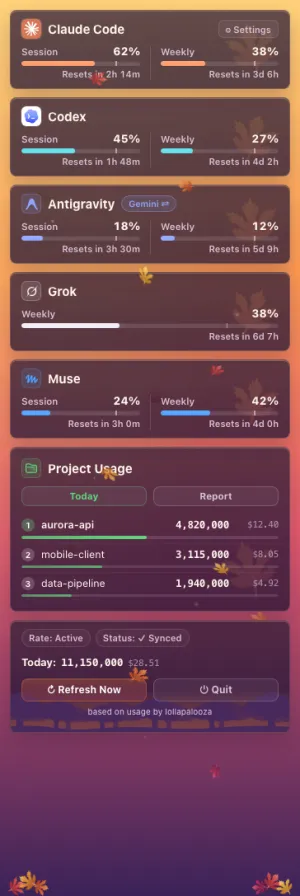 Claude Code
Settings
Session 62% Weekly 38%
Resets in 2h 14m Resets in 3d 6h
Codex
Session 45% Weekly 27%
Resets in 1h 48m Resets in 4d 2h
Antigravity Gemini ⇄
Session 18% Weekly 12%
Resets in 3h 30m Resets in 5d 9h
Grok
Weekly 38%
Resets in 6d 7h
Muse
Session 24% Weekly 42%
Resets in 3h 0m Resets in 4d 0h
Project Usage
Today Report
1 aurora-api 4,820,000 $12.40
2 mobile-client 3,115,000 $8.05
3 data-pipeline 1,940,000 $4.92
Rate: Active Status: ✓ Synced
Today: 11,150,000 $28.51
↻ Refresh Now ⏻ Quit
based on usage by lollapalooza